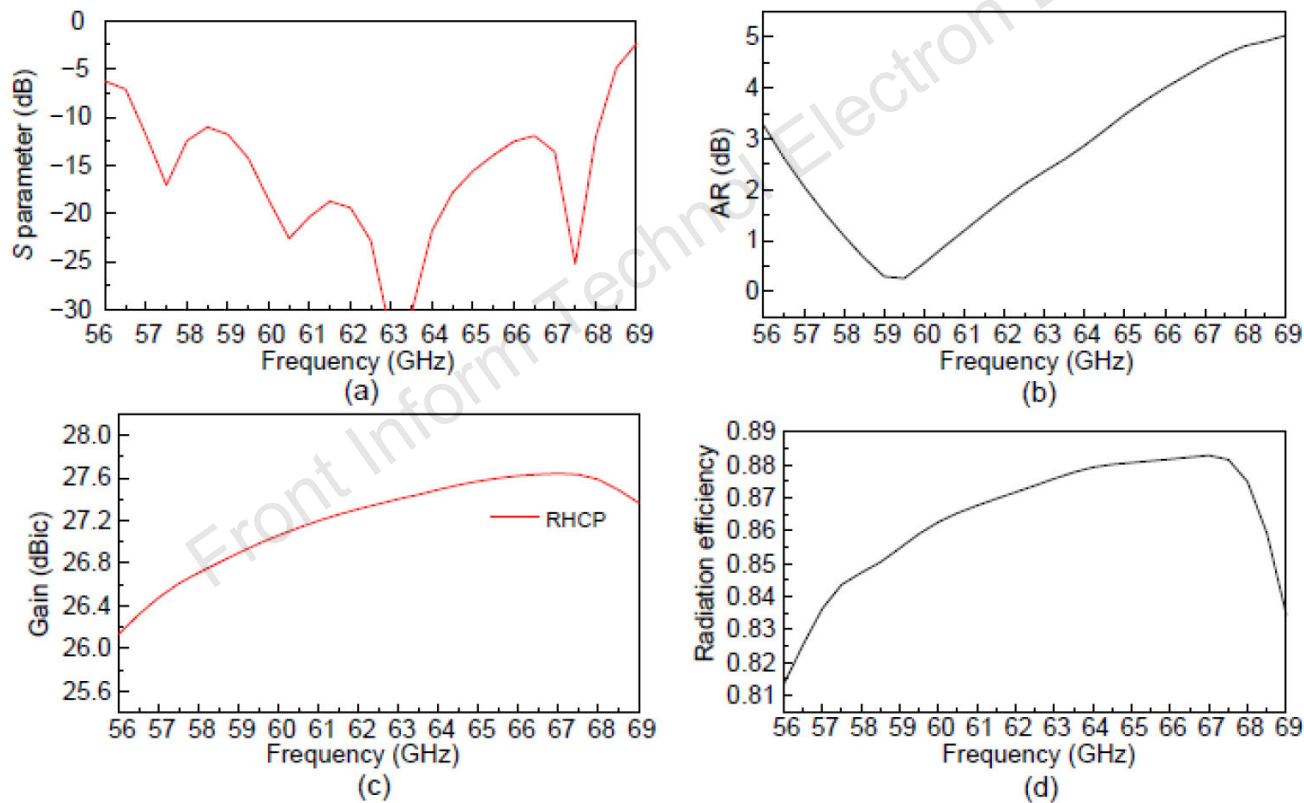 0
−5
−10
−15
−20
−25
−30
S parameter (dB)
56 57 58 59 60 61 62 63 64 65 66 67 68 69
Frequency (GHz)
(a)
5
4
3
2
1
0
AR (dB)
56 57 58 59 60 61 62 63 64 65 66 67 68 69
Frequency (GHz)
(b)
28.0
27.6
27.2
26.8
26.4
26.0
25.6
Gain (dBic)
RHCP
56 57 58 59 60 61 62 63 64 65 66 67 68 69
Frequency (GHz)
(c)
0.89
0.88
0.87
0.86
0.85
0.84
0.83
0.82
0.81
Radiation efficiency
56 57 58 59 60 61 62 63 64 65 66 67 68 69
Frequency (GHz)
(d)
Front Inform Technol Electron